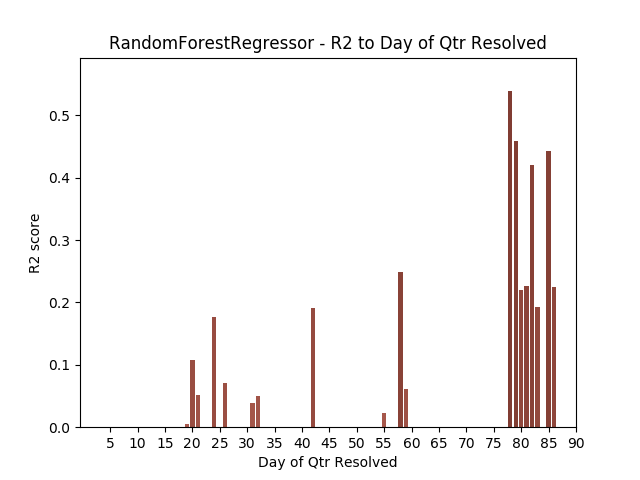 RandomForestRegressor - R2 to Day of Qtr Resolved
0.5
0.4
0.3
0.2
0.1
0.0
R2 score
5 10 15 20 25 30 35 40 45 50 55 60 65 70 75 80 85 90
Day of Qtr Resolved